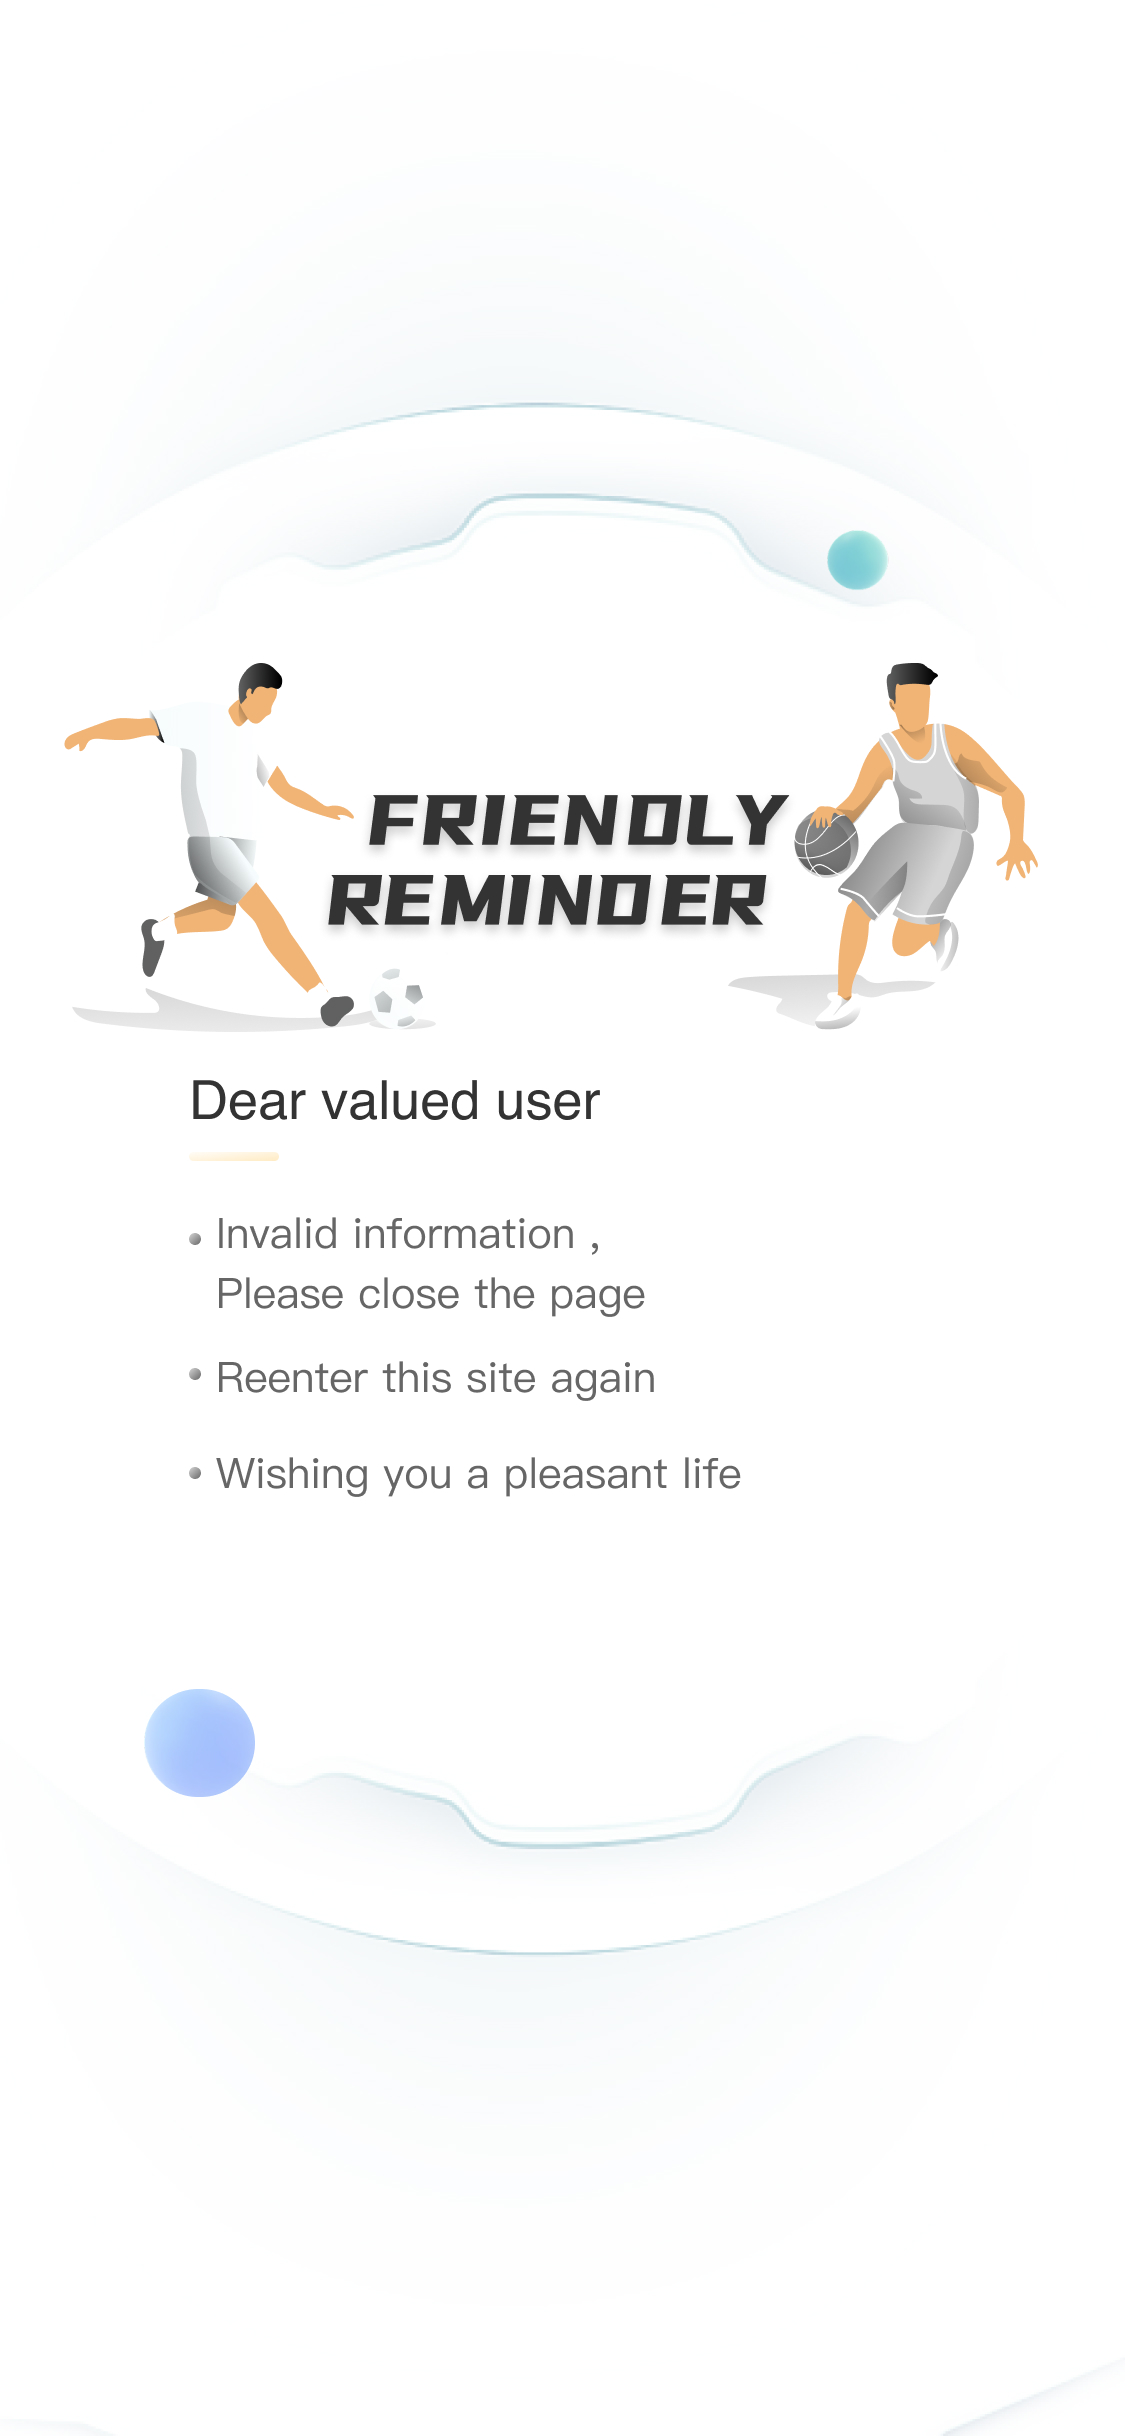 FRIENDLY
REMINDER
Dear valued user
Invalid information ,
Please close the page
Reenter this site again
Wishing you a pleasant life